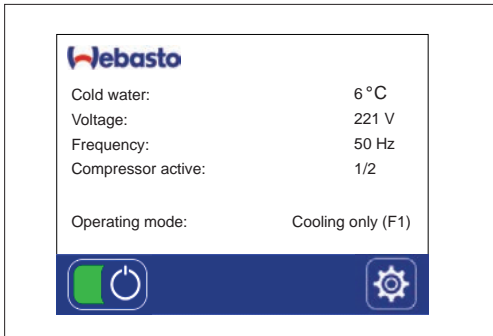 Webasto
Cold water: 6 °C
Voltage: 221 V
Frequency: 50 Hz
Compressor active: 1/2
Operating mode: Cooling only (F1)